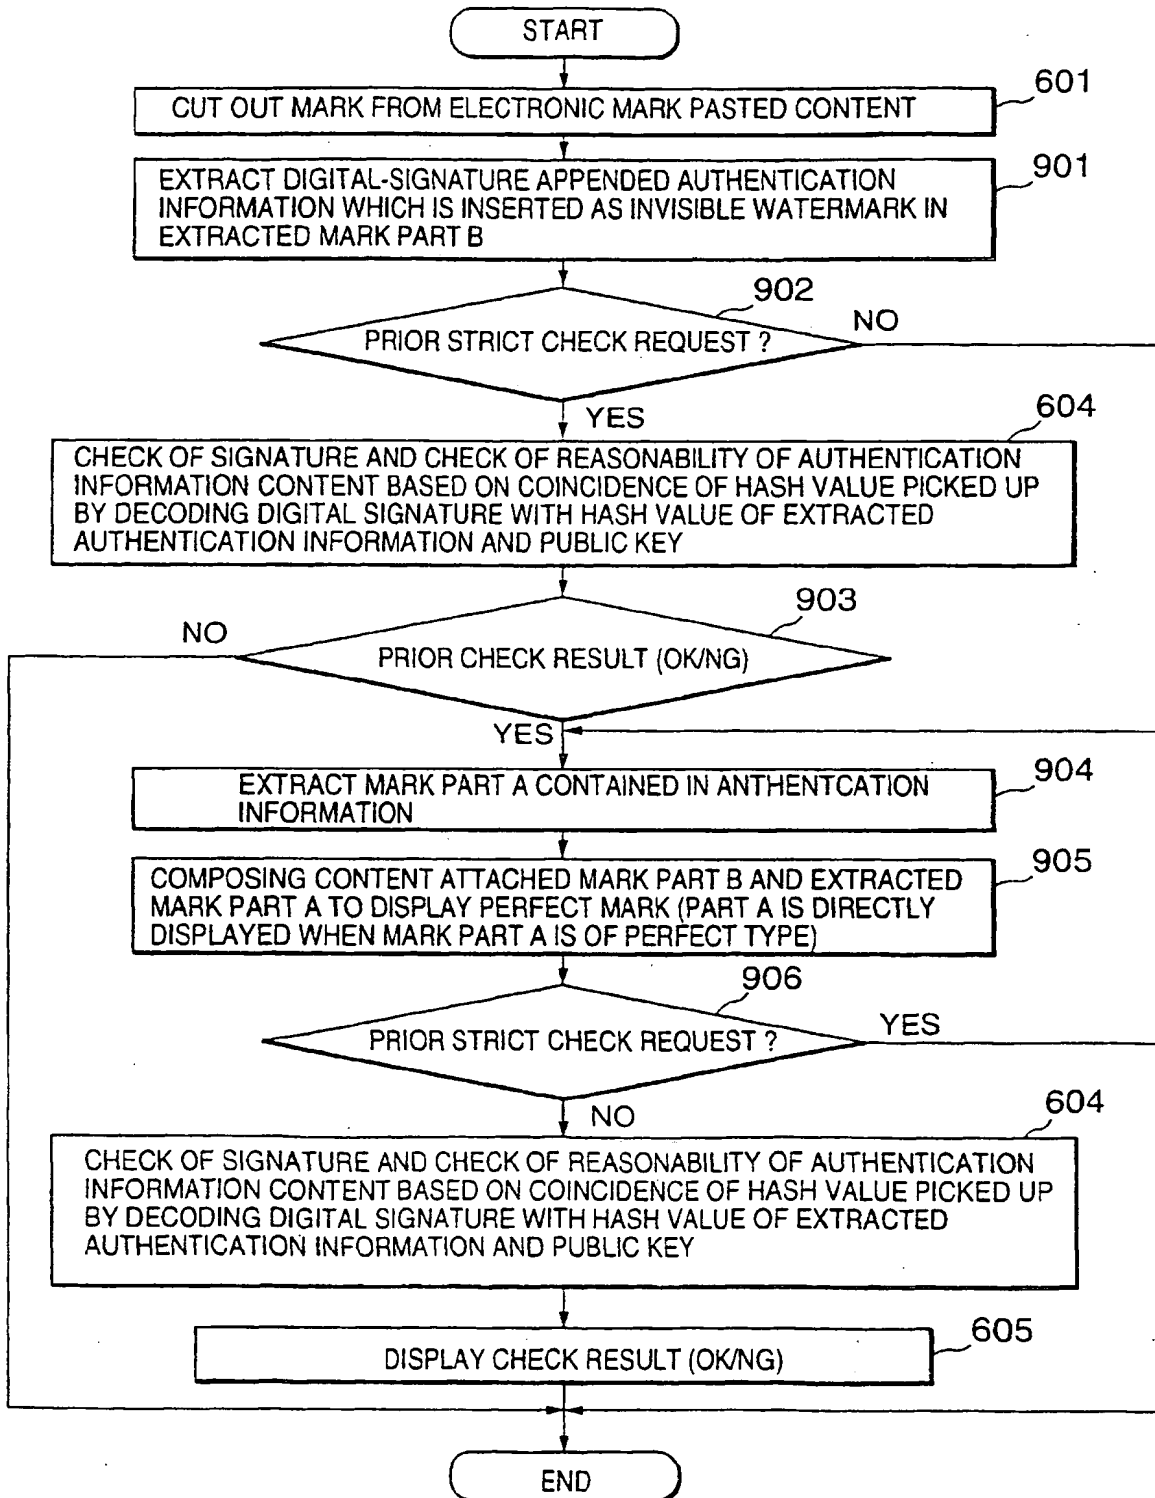 START
CUT OUT MARK FROM ELECTRONIC MARK PASTED CONTENT
601
EXTRACT DIGITAL-SIGNATURE APPENDED AUTHENTICATION
INFORMATION WHICH IS INSERTED AS INVISIBLE WATERMARK IN
EXTRACTED MARK PART B
901
902
PRIOR STRICT CHECK REQUEST ?
NO
YES
604
CHECK OF SIGNATURE AND CHECK OF REASONABILITY OF AUTHENTICATION
INFORMATION CONTENT BASED ON COINCIDENCE OF HASH VALUE PICKED UP
BY DECODING DIGITAL SIGNATURE WITH HASH VALUE OF EXTRACTED
AUTHENTICATION INFORMATION AND PUBLIC KEY
903
NO
PRIOR CHECK RESULT (OK/NG)
YES
EXTRACT MARK PART A CONTAINED IN ANTHENTCATION
INFORMATION
904
COMPOSING CONTENT ATTACHED MARK PART B AND EXTRACTED
MARK PART A TO DISPLAY PERFECT MARK (PART A IS DIRECTLY
DISPLAYED WHEN MARK PART A IS OF PERFECT TYPE)
905
906
PRIOR STRICT CHECK REQUEST ?
YES
NO
604
CHECK OF SIGNATURE AND CHECK OF REASONABILITY OF AUTHENTICATION
INFORMATION CONTENT BASED ON COINCIDENCE OF HASH VALUE PICKED UP
BY DECODING DIGITAL SIGNATURE WITH HASH VALUE OF EXTRACTED
AUTHENTICATION INFORMATION AND PUBLIC KEY
605
DISPLAY CHECK RESULT (OK/NG)
END